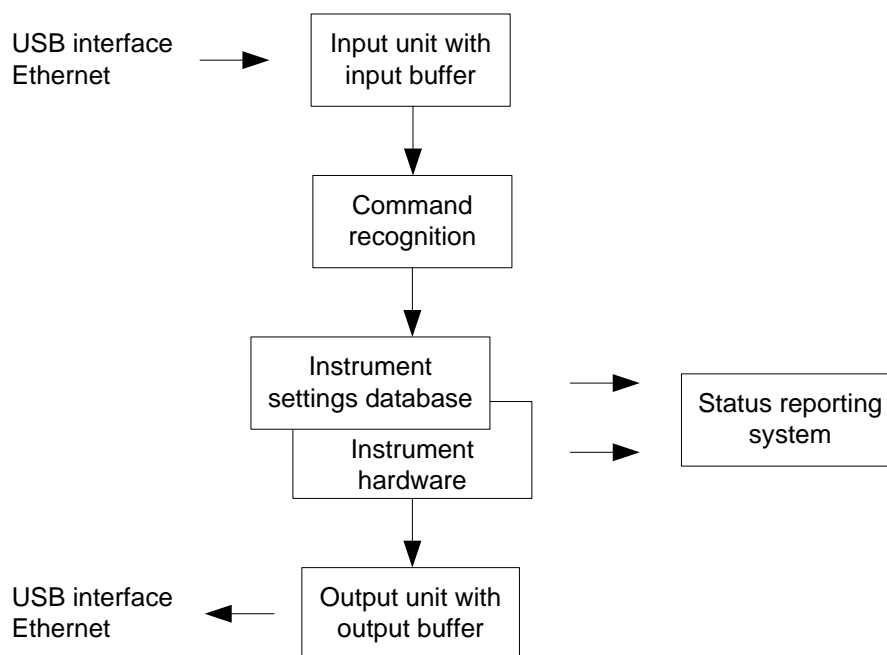 USB interface
Ethernet
Input unit with
input buffer
Command
recognition
Instrument
settings database
Instrument
hardware
Status reporting
system
USB interface
Ethernet
Output unit with
output buffer